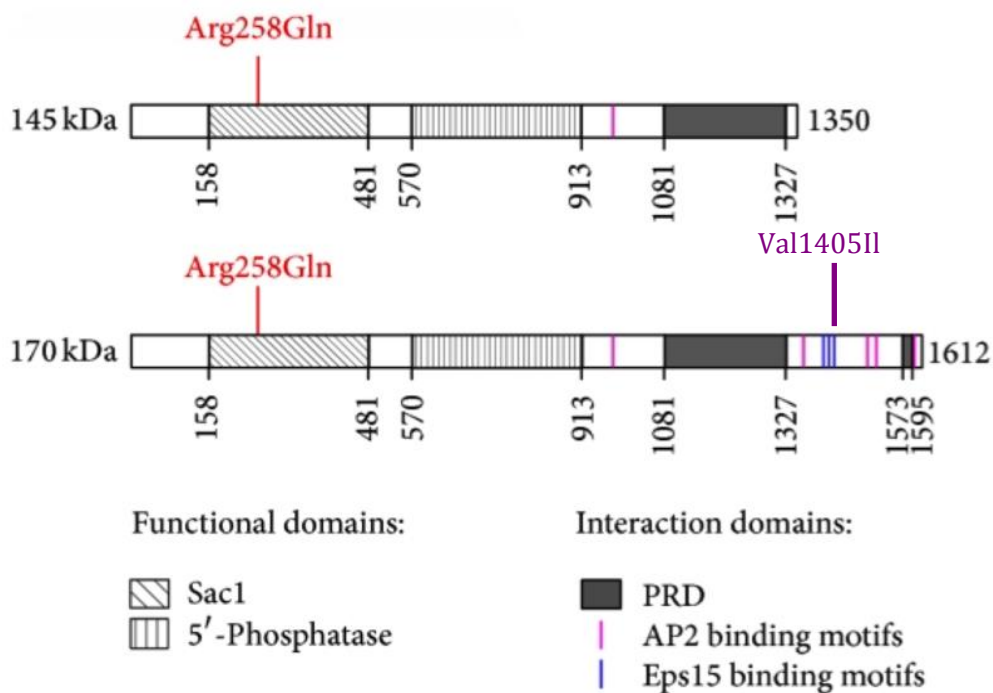 Arg258Gln
145 kDa
1350
158
481
570
913
1081
1327
Val1405Il
Arg258Gln
170 kDa
1612
158
481
570
913
1081
1327
1573
1595
Functional domains:
Sac1
5′-Phosphatase
Interaction domains:
PRD
AP2 binding motifs
Eps15 binding motifs